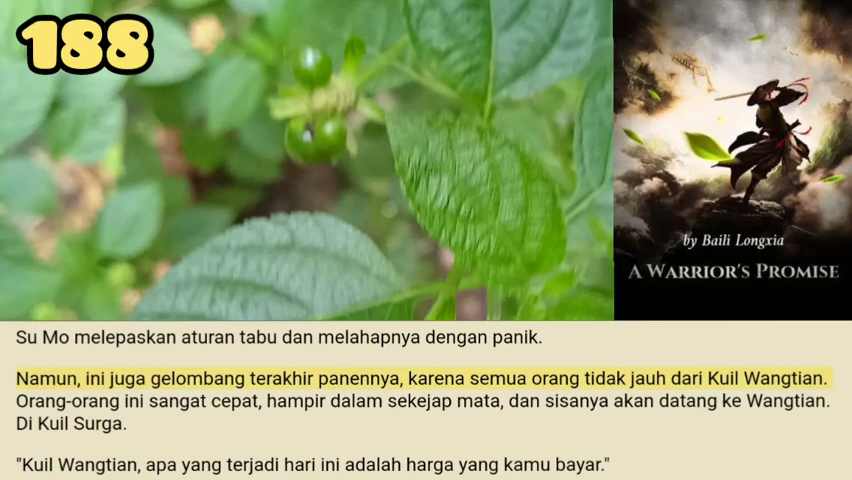 188
by Baili Longxia
A WARRIOR'S PROMISE
Su Mo melepaskan aturan tabu dan melahapnya dengan panik.
Namun, ini juga gelombang terakhir panennya, karena semua orang tidak jauh dari Kuil Wangtian.
Orang-orang ini sangat cepat, hampir dalam sekejap mata, dan sisanya akan datang ke Wangtian.
Di Kuil Surga.
"Kuil Wangtian, apa yang terjadi hari ini adalah harga yang kamu bayar."